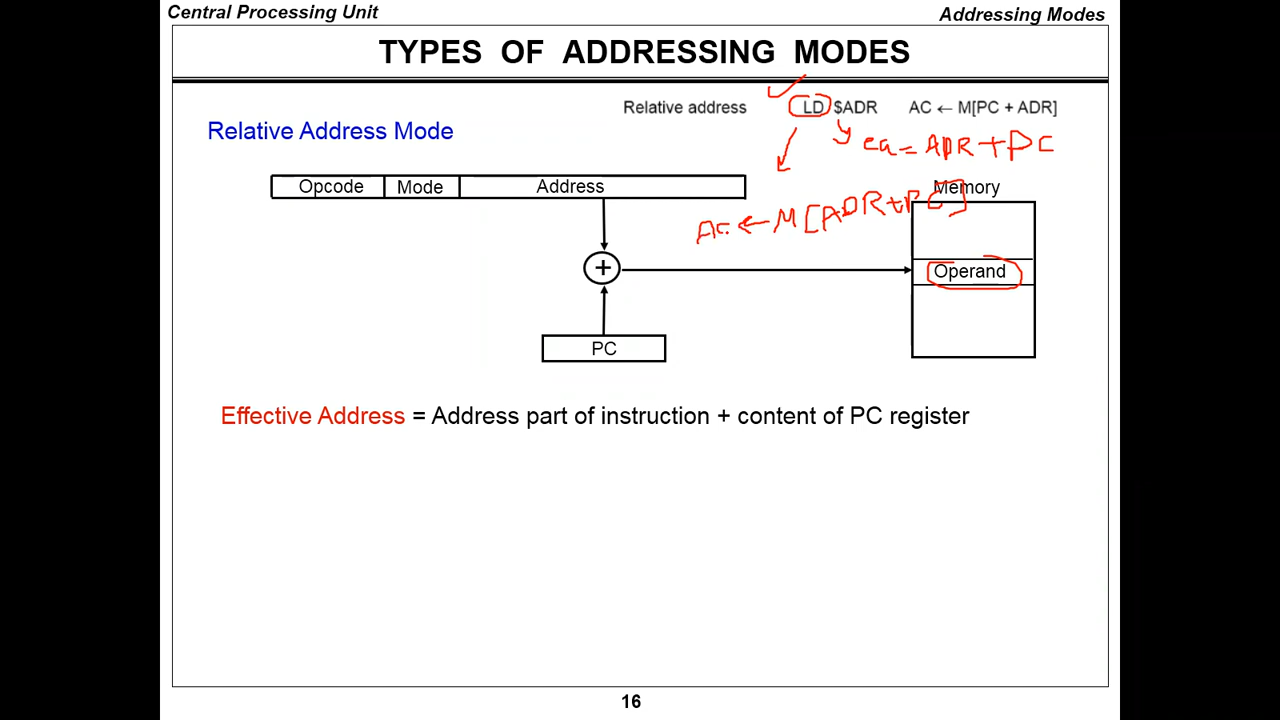 Central Processing Unit
Addressing Modes
TYPES OF ADDRESSING MODES
Relative address LD $ADR AC ← M[PC + ADR]
Relative Address Mode
ea = ADR + PC
Opcode Mode Address
Memory
AC ← M[ADR+PC]
+
Operand
PC
Effective Address = Address part of instruction + content of PC register
16